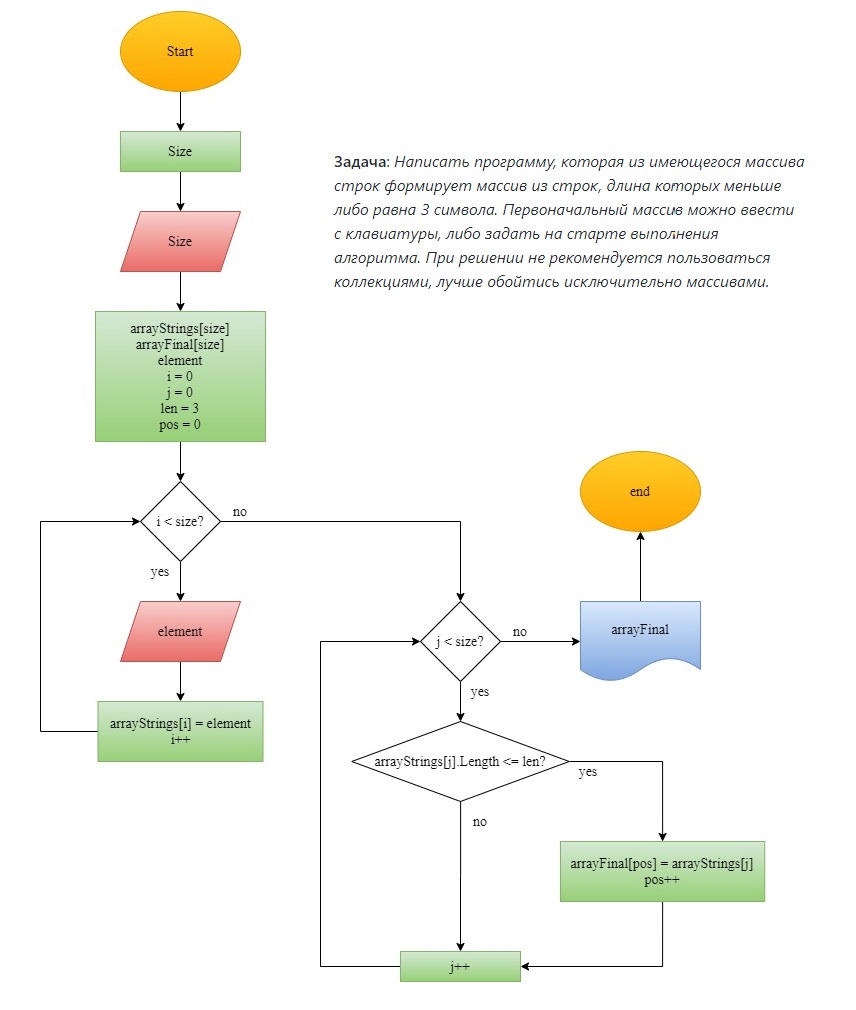 Start
Size
Size
Задача: Написать программу, которая из имеющегося массива
строк формирует массив из строк, длина которых меньше
либо равна 3 символа. Первоначальный массив можно ввести
с клавиатуры, либо задать на старте выполнения
алгоритма. При решении не рекомендуется пользоваться
коллекциями, лучше обойтись исключительно массивами.
arrayStrings[size]
arrayFinal[size]
element
i = 0
j = 0
len = 3
pos = 0
i < size?
no
yes
element
arrayStrings[i] = element
i++
j < size?
no
yes
arrayFinal
end
arrayStrings[j].Length <= len?
yes
no
arrayFinal[pos] = arrayStrings[j]
pos++
j++